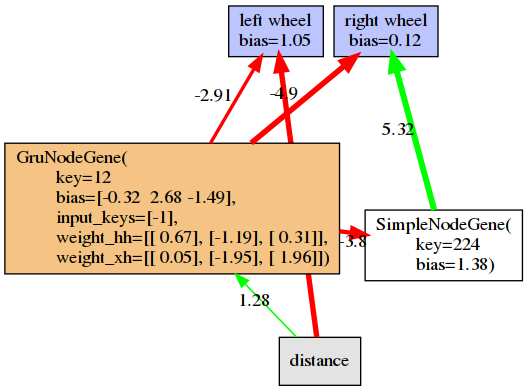 left wheel
bias=1.05
right wheel
bias=0.12
-2.91
-4.9
5.32
GruNodeGene(
key=12
bias=[-0.32 2.68 -1.49],
input_keys=[-1],
weight_hh=[[ 0.67], [-1.19], [ 0.31]],
weight_xh=[[ 0.05], [-1.95], [ 1.96]])
-3.8
SimpleNodeGene(
key=224
bias=1.38)
1.28
distance